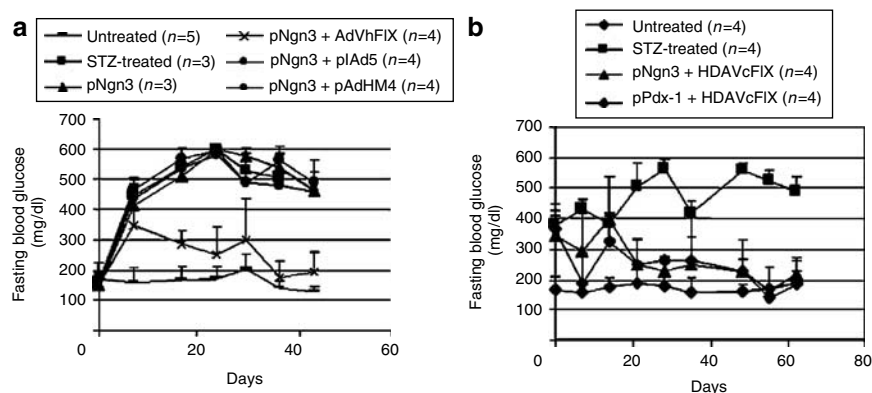 a
Untreated (n=5)
STZ-treated (n=3)
pNgn3 (n=3)
pNgn3 + AdVhFIX (n=4)
pNgn3 + pIAd5 (n=4)
pNgn3 + pAdHM4 (n=4)
Fasting blood glucose
(mg/dl)
700
600
500
400
300
200
100
0
20
40
60
Days
b
Untreated (n=4)
STZ-treated (n=4)
pNgn3 + HDAVcFIX (n=4)
pPdx-1 + HDAVcFIX (n=4)
Fasting blood glucose
(mg/dl)
700
600
500
400
300
200
100
0
20
40
60
80
Days